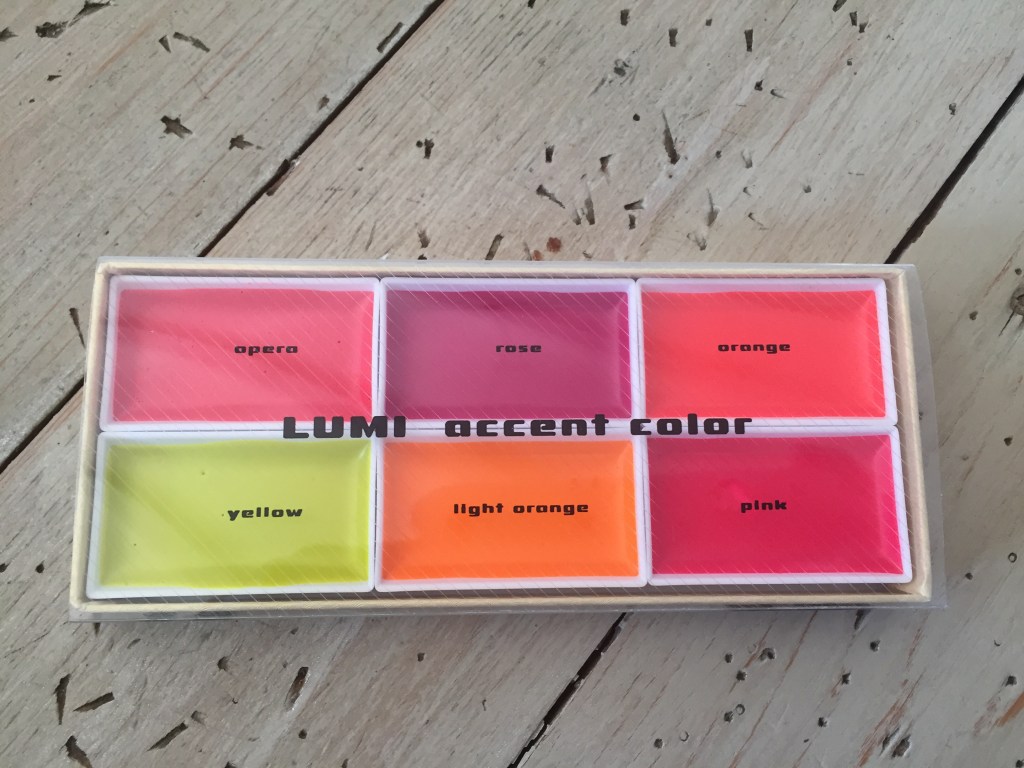 opera
rose
orange
LUMI accent color
yellow
light orange
pink